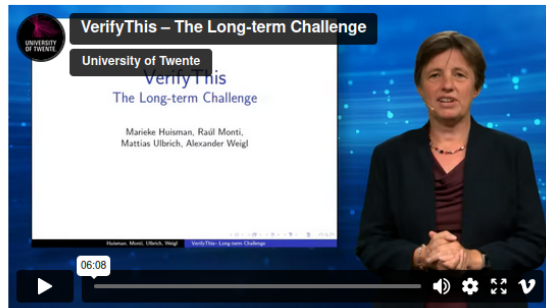 VerifyThis – The Long-term Challenge
UNIVERSITY
OF TWENTE.
University of Twente
VerifyThis
The Long-term Challenge
Marieke Huisman, Raúl Monti,
Mattias Ulbrich, Alexander Weigl
Huisman, Monti, Ulbrich, Weigl
VerifyThis– Long-term Challenge
06:08